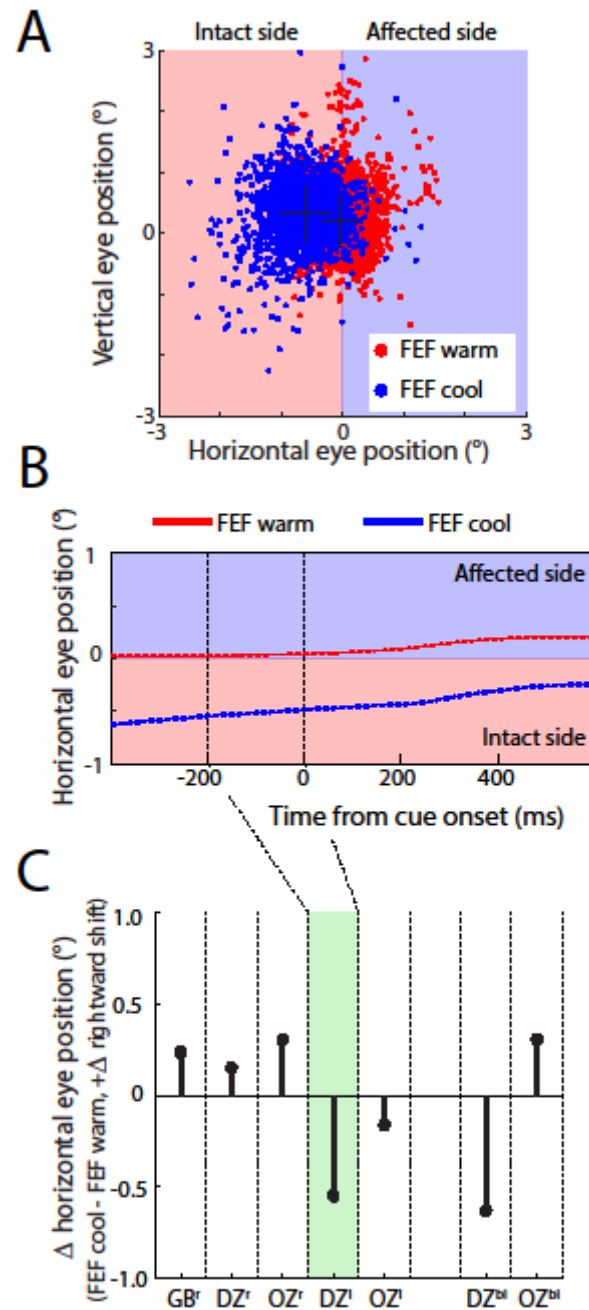 A
Intact side
Affected side
3
Vertical eye position (°)
0
FEF warm
FEF cool
-3
-3
0
3
Horizontal eye position (°)
B
FEF warm
FEF cool
Horizontal eye position (°)
1
Affected side
0
Intact side
-1
-200
0
200
400
Time from cue onset (ms)
C
Δ horizontal eye position (°)
(FEF cool - FEF warm, +Δ rightward shift)
1.0
0.5
0
-0.5
-1.0
GBʳ DZʳ OZʳ DZˡ OZˡ DZᵇⁱ OZᵇⁱ